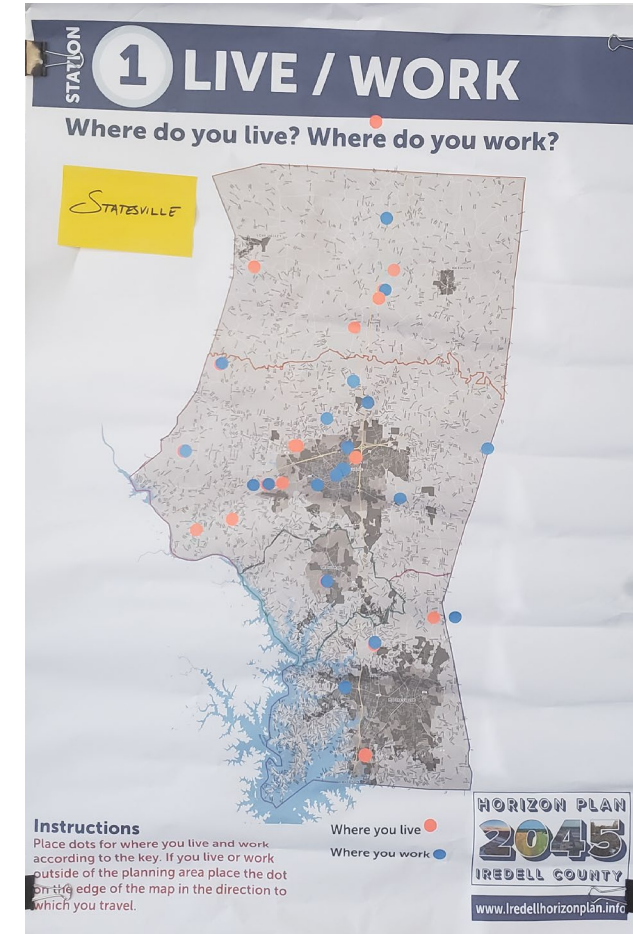 STATION
1
LIVE / WORK
Where do you live? Where do you work?
STATESVILLE
Instructions
Place dots for where you live and work
according to the key. If you live or work
outside of the planning area place the dot
on the edge of the map in the direction to
which you travel.
Where you live
Where you work
HORIZON PLAN
2045
IREDELL COUNTY
www.Iredellhorizonplan.info